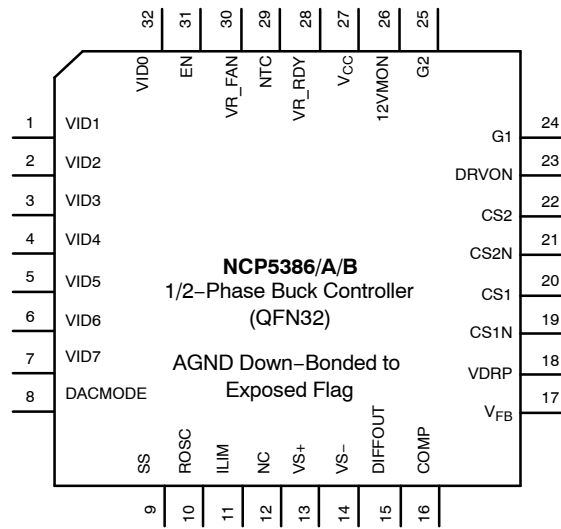 32 31 30 29 28 27 26 25
VID0 EN VR_FAN NTC VR_RDY VCC 12VMON G2
1 VID1
2 VID2
3 VID3
4 VID4
5 VID5
6 VID6
7 VID7
8 DACMODE
NCP5386/A/B
1/2−Phase Buck Controller
(QFN32)
AGND Down−Bonded to
Exposed Flag
G1 24
DRVON 23
CS2 22
CS2N 21
CS1 20
CS1N 19
VDRP 18
VFB 17
SS ROSC ILIM NC VS+ VS− DIFFOUT COMP
9 10 11 12 13 14 15 16